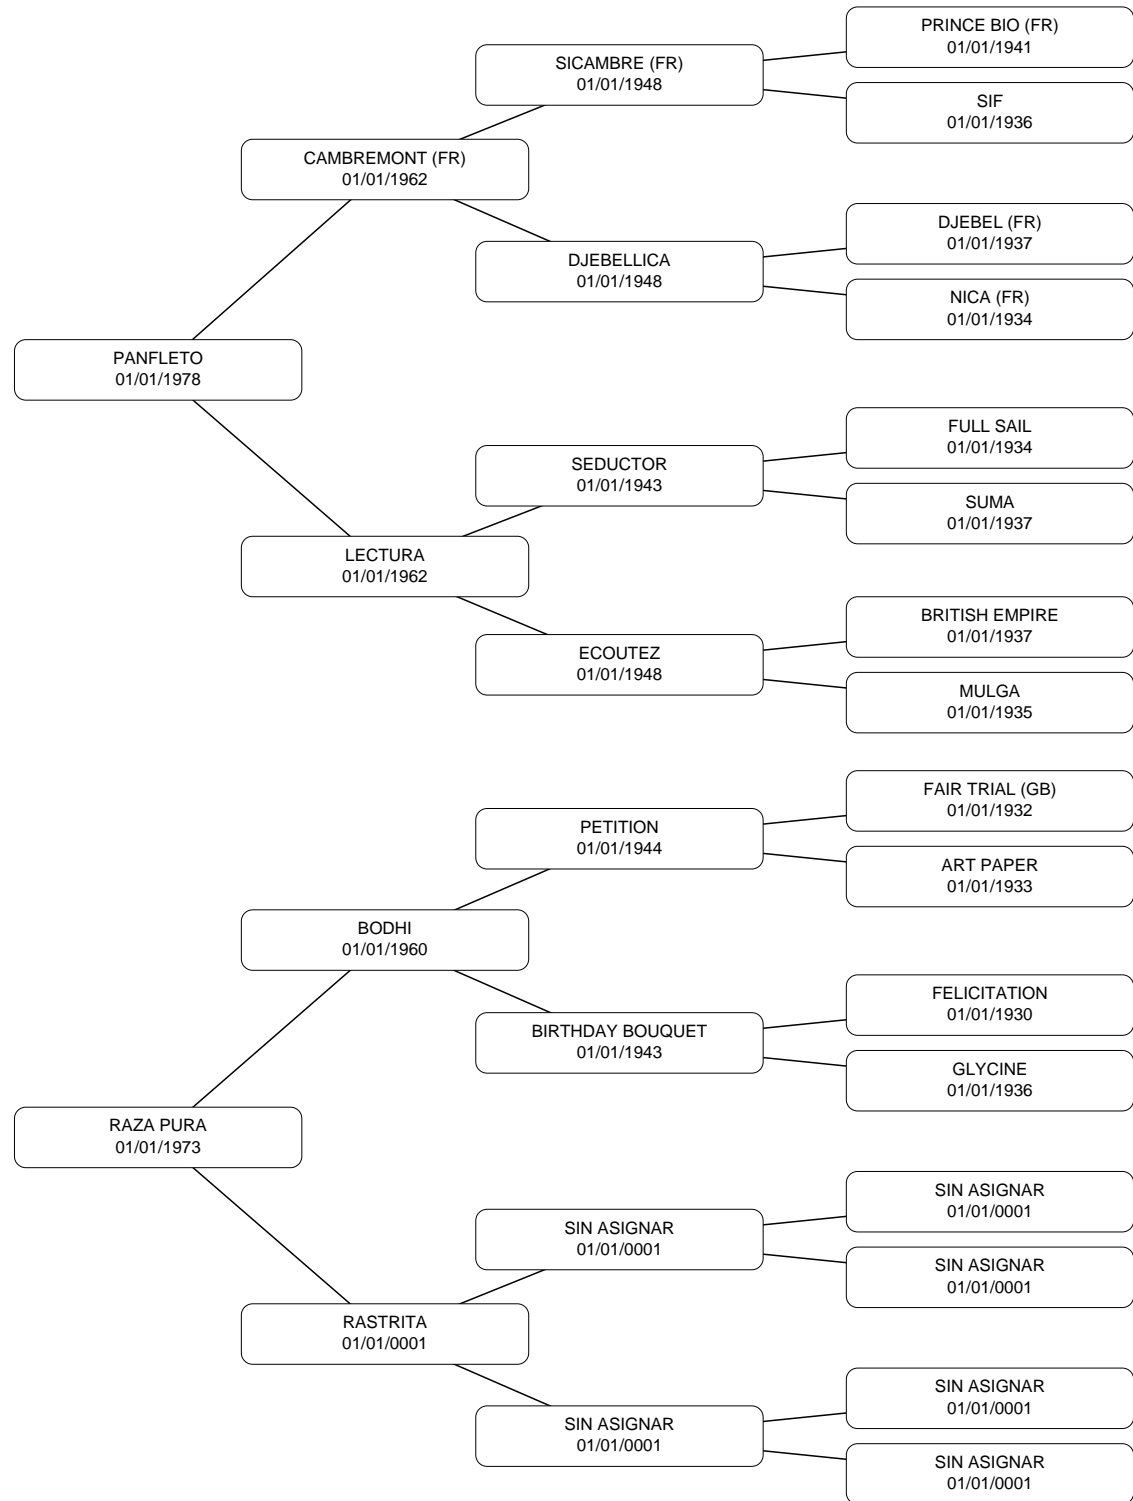 PRINCE BIO (FR)
01/01/1941
SICAMBRE (FR)
01/01/1948
SIF
01/01/1936
CAMBREMONT (FR)
01/01/1962
DJEBEL (FR)
01/01/1937
DJEBELLICA
01/01/1948
NICA (FR)
01/01/1934
PANFLETO
01/01/1978
FULL SAIL
01/01/1934
SEDUCTOR
01/01/1943
SUMA
01/01/1937
LECTURA
01/01/1962
BRITISH EMPIRE
01/01/1937
ECOUTEZ
01/01/1948
MULGA
01/01/1935
FAIR TRIAL (GB)
01/01/1932
PETITION
01/01/1944
ART PAPER
01/01/1933
BODHI
01/01/1960
FELICITATION
01/01/1930
BIRTHDAY BOUQUET
01/01/1943
GLYCINE
01/01/1936
RAZA PURA
01/01/1973
SIN ASIGNAR
01/01/0001
SIN ASIGNAR
01/01/0001
SIN ASIGNAR
01/01/0001
RASTRITA
01/01/0001
SIN ASIGNAR
01/01/0001
SIN ASIGNAR
01/01/0001
SIN ASIGNAR
01/01/0001